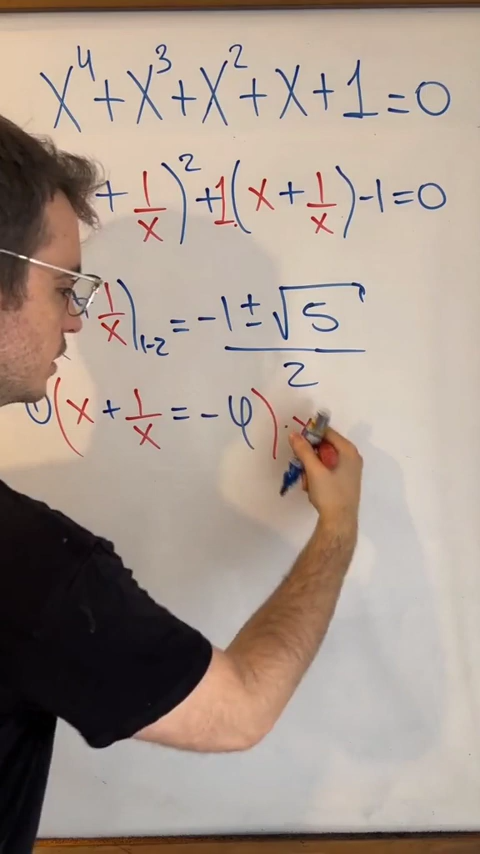 x⁴+x³+x²+x+1=0
+ 1/x)²+1(x+1/x)-1=0
1/x)₁₋₂ = (-1±√5)/2
(x+1/x=-φ)·x